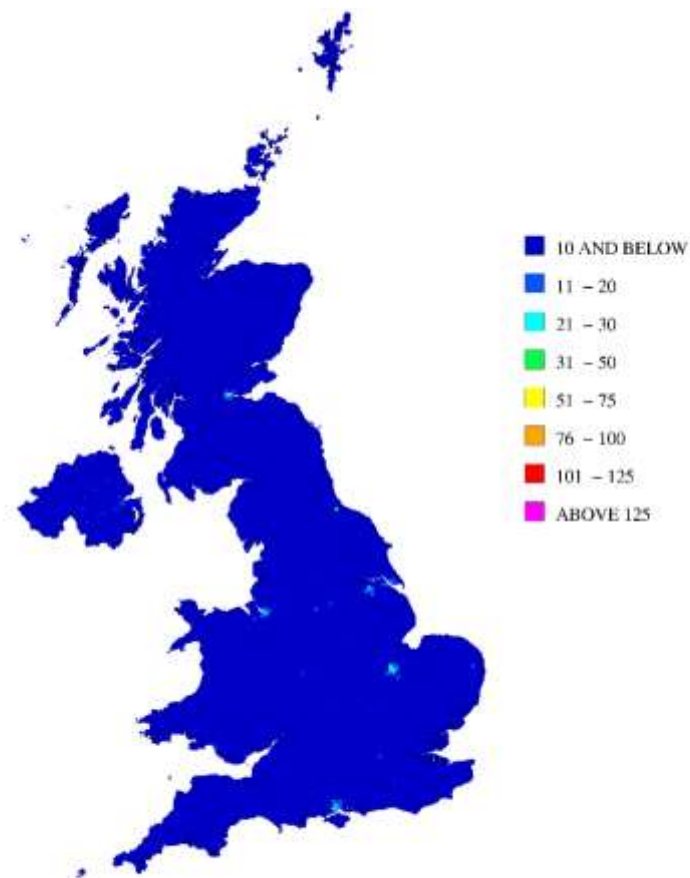 10 AND BELOW
11 – 20
21 – 30
31 – 50
51 – 75
76 – 100
101 – 125
ABOVE 125